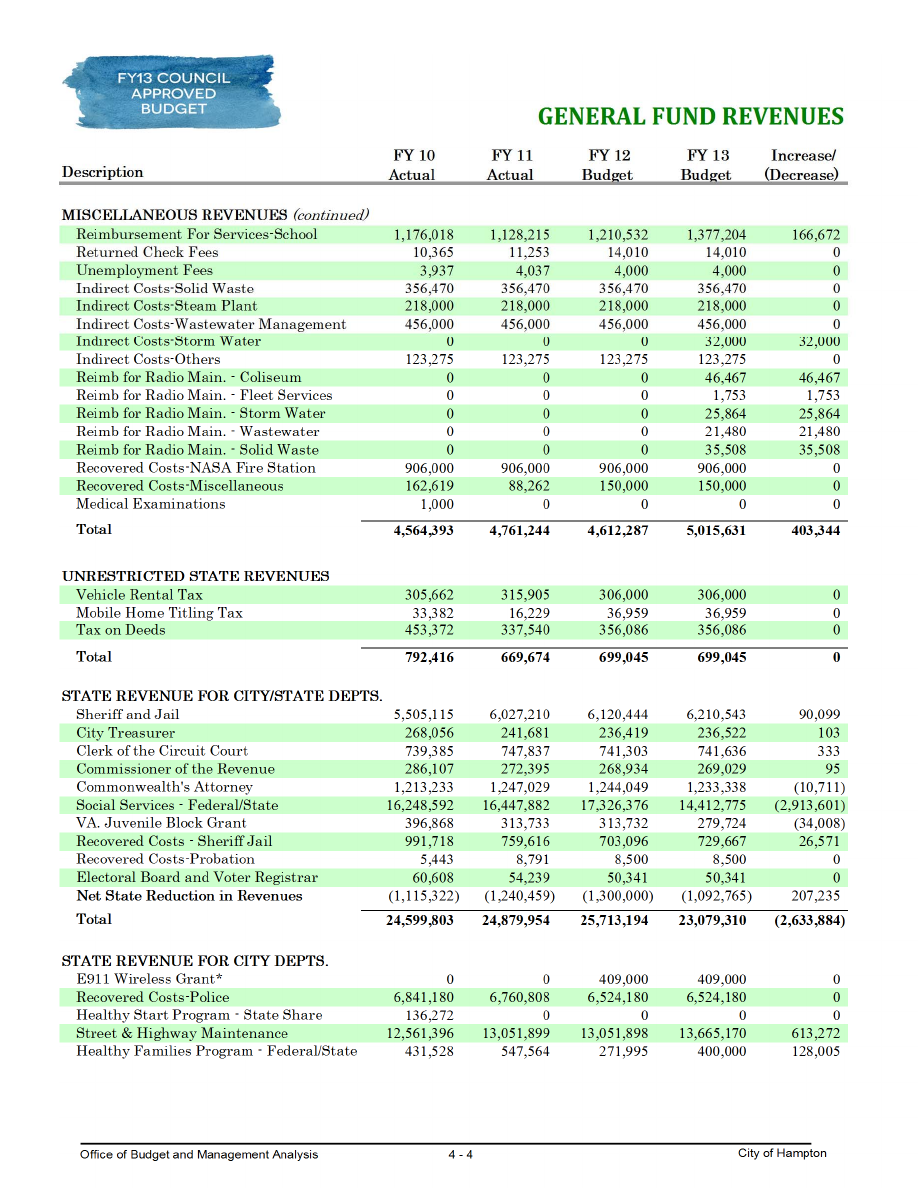 FY13 COUNCIL
APPROVED
BUDGET
GENERAL FUND REVENUES
Description FY 10 Actual FY 11 Actual FY 12 Budget FY 13 Budget Increase/ (Decrease)
MISCELLANEOUS REVENUES (continued)
Reimbursement For Services-School 1,176,018 1,128,215 1,210,532 1,377,204 166,672
Returned Check Fees 10,365 11,253 14,010 14,010 0
Unemployment Fees 3,937 4,037 4,000 4,000 0
Indirect Costs-Solid Waste 356,470 356,470 356,470 356,470 0
Indirect Costs-Steam Plant 218,000 218,000 218,000 218,000 0
Indirect Costs-Wastewater Management 456,000 456,000 456,000 456,000 0
Indirect Costs-Storm Water 0 0 0 32,000 32,000
Indirect Costs-Others 123,275 123,275 123,275 123,275 0
Reimb for Radio Main. - Coliseum 0 0 0 46,467 46,467
Reimb for Radio Main. - Fleet Services 0 0 0 1,753 1,753
Reimb for Radio Main. - Storm Water 0 0 0 25,864 25,864
Reimb for Radio Main. - Wastewater 0 0 0 21,480 21,480
Reimb for Radio Main. - Solid Waste 0 0 0 35,508 35,508
Recovered Costs-NASA Fire Station 906,000 906,000 906,000 906,000 0
Recovered Costs-Miscellaneous 162,619 88,262 150,000 150,000 0
Medical Examinations 1,000 0 0 0 0
Total 4,564,393 4,761,244 4,612,287 5,015,631 403,344
UNRESTRICTED STATE REVENUES
Vehicle Rental Tax 305,662 315,905 306,000 306,000 0
Mobile Home Titling Tax 33,382 16,229 36,959 36,959 0
Tax on Deeds 453,372 337,540 356,086 356,086 0
Total 792,416 669,674 699,045 699,045 0
STATE REVENUE FOR CITY/STATE DEPTS.
Sheriff and Jail 5,505,115 6,027,210 6,120,444 6,210,543 90,099
City Treasurer 268,056 241,681 236,419 236,522 103
Clerk of the Circuit Court 739,385 747,837 741,303 741,636 333
Commissioner of the Revenue 286,107 272,395 268,934 269,029 95
Commonwealth's Attorney 1,213,233 1,247,029 1,244,049 1,233,338 (10,711)
Social Services - Federal/State 16,248,592 16,447,882 17,326,376 14,412,775 (2,913,601)
VA. Juvenile Block Grant 396,868 313,733 313,732 279,724 (34,008)
Recovered Costs - Sheriff Jail 991,718 759,616 703,096 729,667 26,571
Recovered Costs-Probation 5,443 8,791 8,500 8,500 0
Electoral Board and Voter Registrar 60,608 54,239 50,341 50,341 0
Net State Reduction in Revenues (1,115,322) (1,240,459) (1,300,000) (1,092,765) 207,235
Total 24,599,803 24,879,954 25,713,194 23,079,310 (2,633,884)
STATE REVENUE FOR CITY DEPTS.
E911 Wireless Grant* 0 0 409,000 409,000 0
Recovered Costs-Police 6,841,180 6,760,808 6,524,180 6,524,180 0
Healthy Start Program - State Share 136,272 0 0 0 0
Street & Highway Maintenance 12,561,396 13,051,899 13,051,898 13,665,170 613,272
Healthy Families Program - Federal/State 431,528 547,564 271,995 400,000 128,005
Office of Budget and Management Analysis 4 - 4 City of Hampton